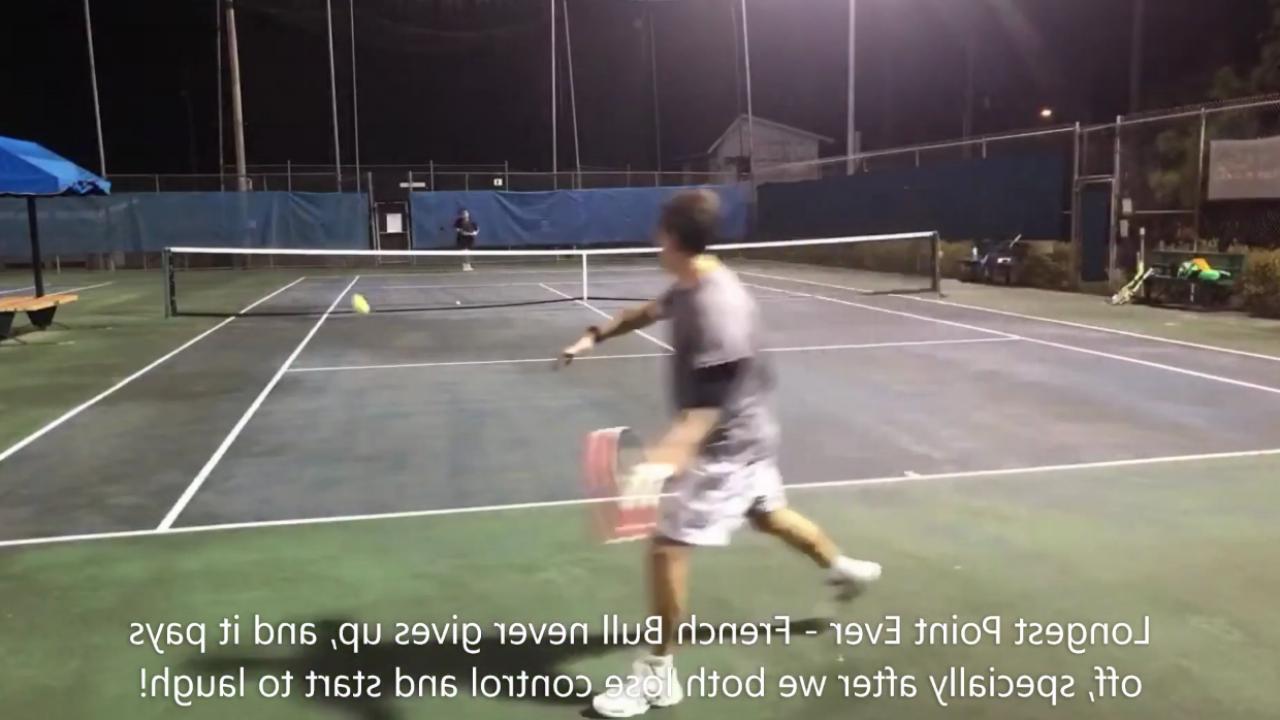 Longest Point Ever - French Bull never gives up, and it pays
off, specially after we both lose control and start to laugh!